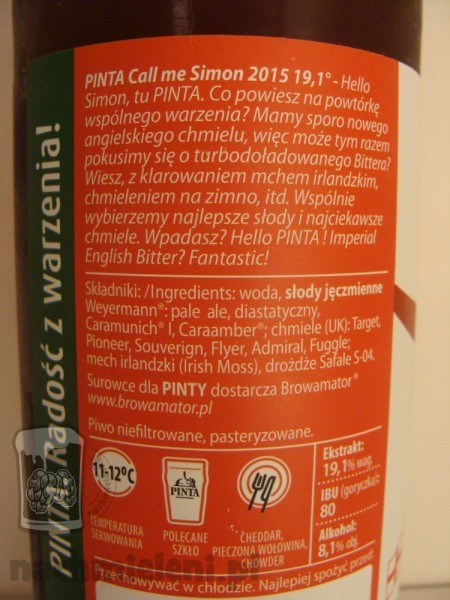 PINTA Radość z warzenia!
PINTA Call me Simon 2015 19,1° - Hello
Simon, tu PINTA. Co powiesz na powtórkę
wspólnego warzenia? Mamy sporo nowego
angielskiego chmielu, więc może tym razem
pokusimy się o turbodoładowanego Bittera?
Wiesz, z klarowaniem mchem irlandzkim,
chmieleniem na zimno, itd. Wspólnie
wybierzemy najlepsze słody i najciekawsze
chmiele. Wpadasz? Hello PINTA! Imperial
English Bitter? Fantastic!
Składniki: /Ingredients: woda, słody jęczmienne
Weyermann®: pale ale, diastatyczny,
Caramunich® I, Caraamber®; chmiele (UK): Target,
Pioneer, Souverign, Flyer, Admiral, Fuggle;
mech irlandzki (Irish Moss), drożdże Safale S-04.
Surowce dla PINTY dostarcza Browamator®
www.browamator.pl
Piwo niefiltrowane, pasteryzowane.
11-12°C
TEMPERATURA
SERWOWANIA
PINTA
POLECANE
SZKŁO
CHEDDAR,
PIECZONA WOŁOWINA,
CHOWDER
Ekstrakt:
19,1% wag.
IBU (goryczka):
80
Alkohol:
8,1% obj.
Przechowywać w chłodzie. Najlepiej spożyć przed: